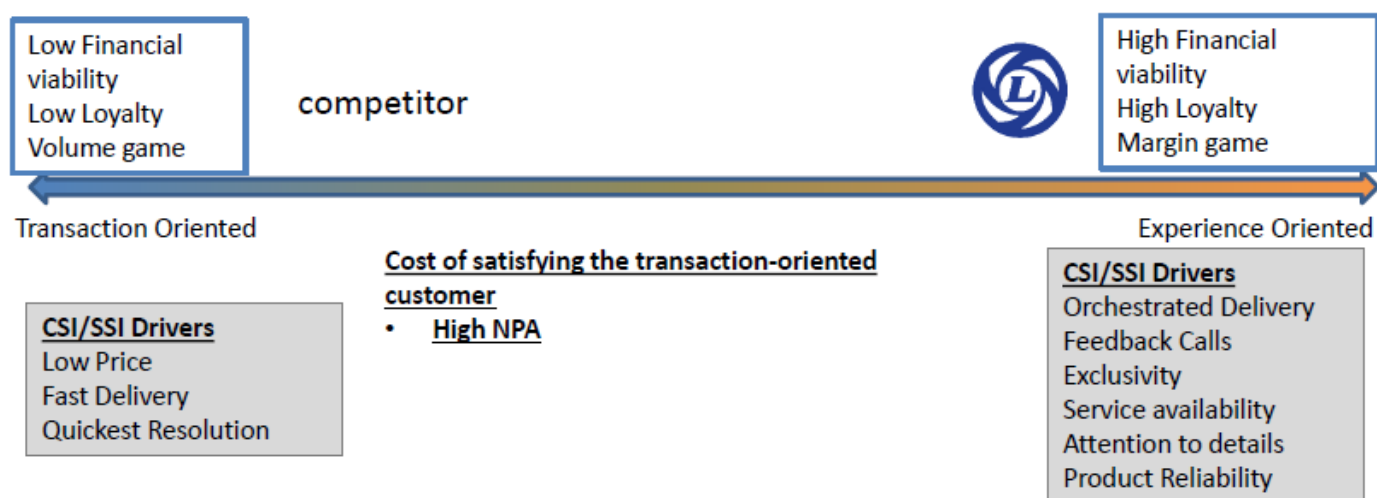 Low Financial
viability
Low Loyalty
Volume game
competitor
L
High Financial
viability
High Loyalty
Margin game
Transaction Oriented
Experience Oriented
Cost of satisfying the transaction-oriented
customer
• High NPA
CSI/SSI Drivers
Low Price
Fast Delivery
Quickest Resolution
CSI/SSI Drivers
Orchestrated Delivery
Feedback Calls
Exclusivity
Service availability
Attention to details
Product Reliability